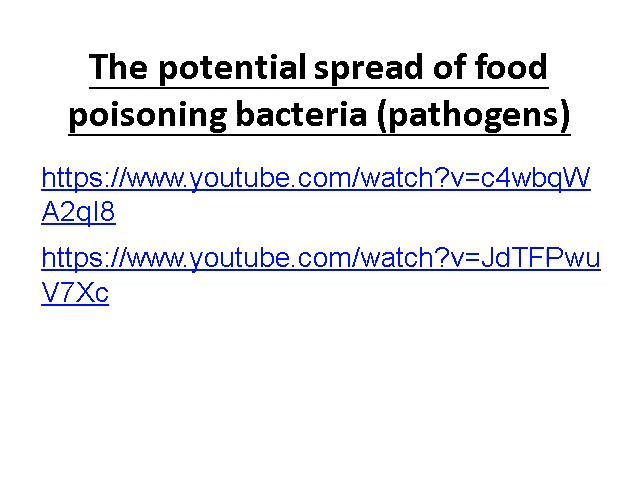 The potential spread of food
poisoning bacteria (pathogens)
https://www.youtube.com/watch?v=c4wbqW
A2qI8
https://www.youtube.com/watch?v=JdTFPwu
V7Xc